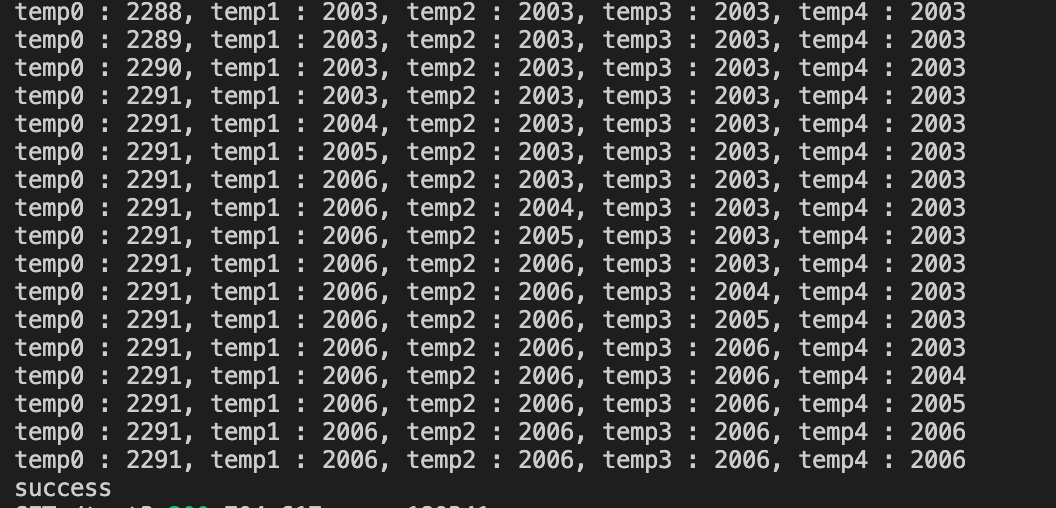 temp0 : 2288, temp1 : 2003, temp2 : 2003, temp3 : 2003, temp4 : 2003
temp0 : 2289, temp1 : 2003, temp2 : 2003, temp3 : 2003, temp4 : 2003
temp0 : 2290, temp1 : 2003, temp2 : 2003, temp3 : 2003, temp4 : 2003
temp0 : 2291, temp1 : 2003, temp2 : 2003, temp3 : 2003, temp4 : 2003
temp0 : 2291, temp1 : 2004, temp2 : 2003, temp3 : 2003, temp4 : 2003
temp0 : 2291, temp1 : 2005, temp2 : 2003, temp3 : 2003, temp4 : 2003
temp0 : 2291, temp1 : 2006, temp2 : 2003, temp3 : 2003, temp4 : 2003
temp0 : 2291, temp1 : 2006, temp2 : 2004, temp3 : 2003, temp4 : 2003
temp0 : 2291, temp1 : 2006, temp2 : 2005, temp3 : 2003, temp4 : 2003
temp0 : 2291, temp1 : 2006, temp2 : 2006, temp3 : 2003, temp4 : 2003
temp0 : 2291, temp1 : 2006, temp2 : 2006, temp3 : 2004, temp4 : 2003
temp0 : 2291, temp1 : 2006, temp2 : 2006, temp3 : 2005, temp4 : 2003
temp0 : 2291, temp1 : 2006, temp2 : 2006, temp3 : 2006, temp4 : 2003
temp0 : 2291, temp1 : 2006, temp2 : 2006, temp3 : 2006, temp4 : 2004
temp0 : 2291, temp1 : 2006, temp2 : 2006, temp3 : 2006, temp4 : 2005
temp0 : 2291, temp1 : 2006, temp2 : 2006, temp3 : 2006, temp4 : 2006
temp0 : 2291, temp1 : 2006, temp2 : 2006, temp3 : 2006, temp4 : 2006
success